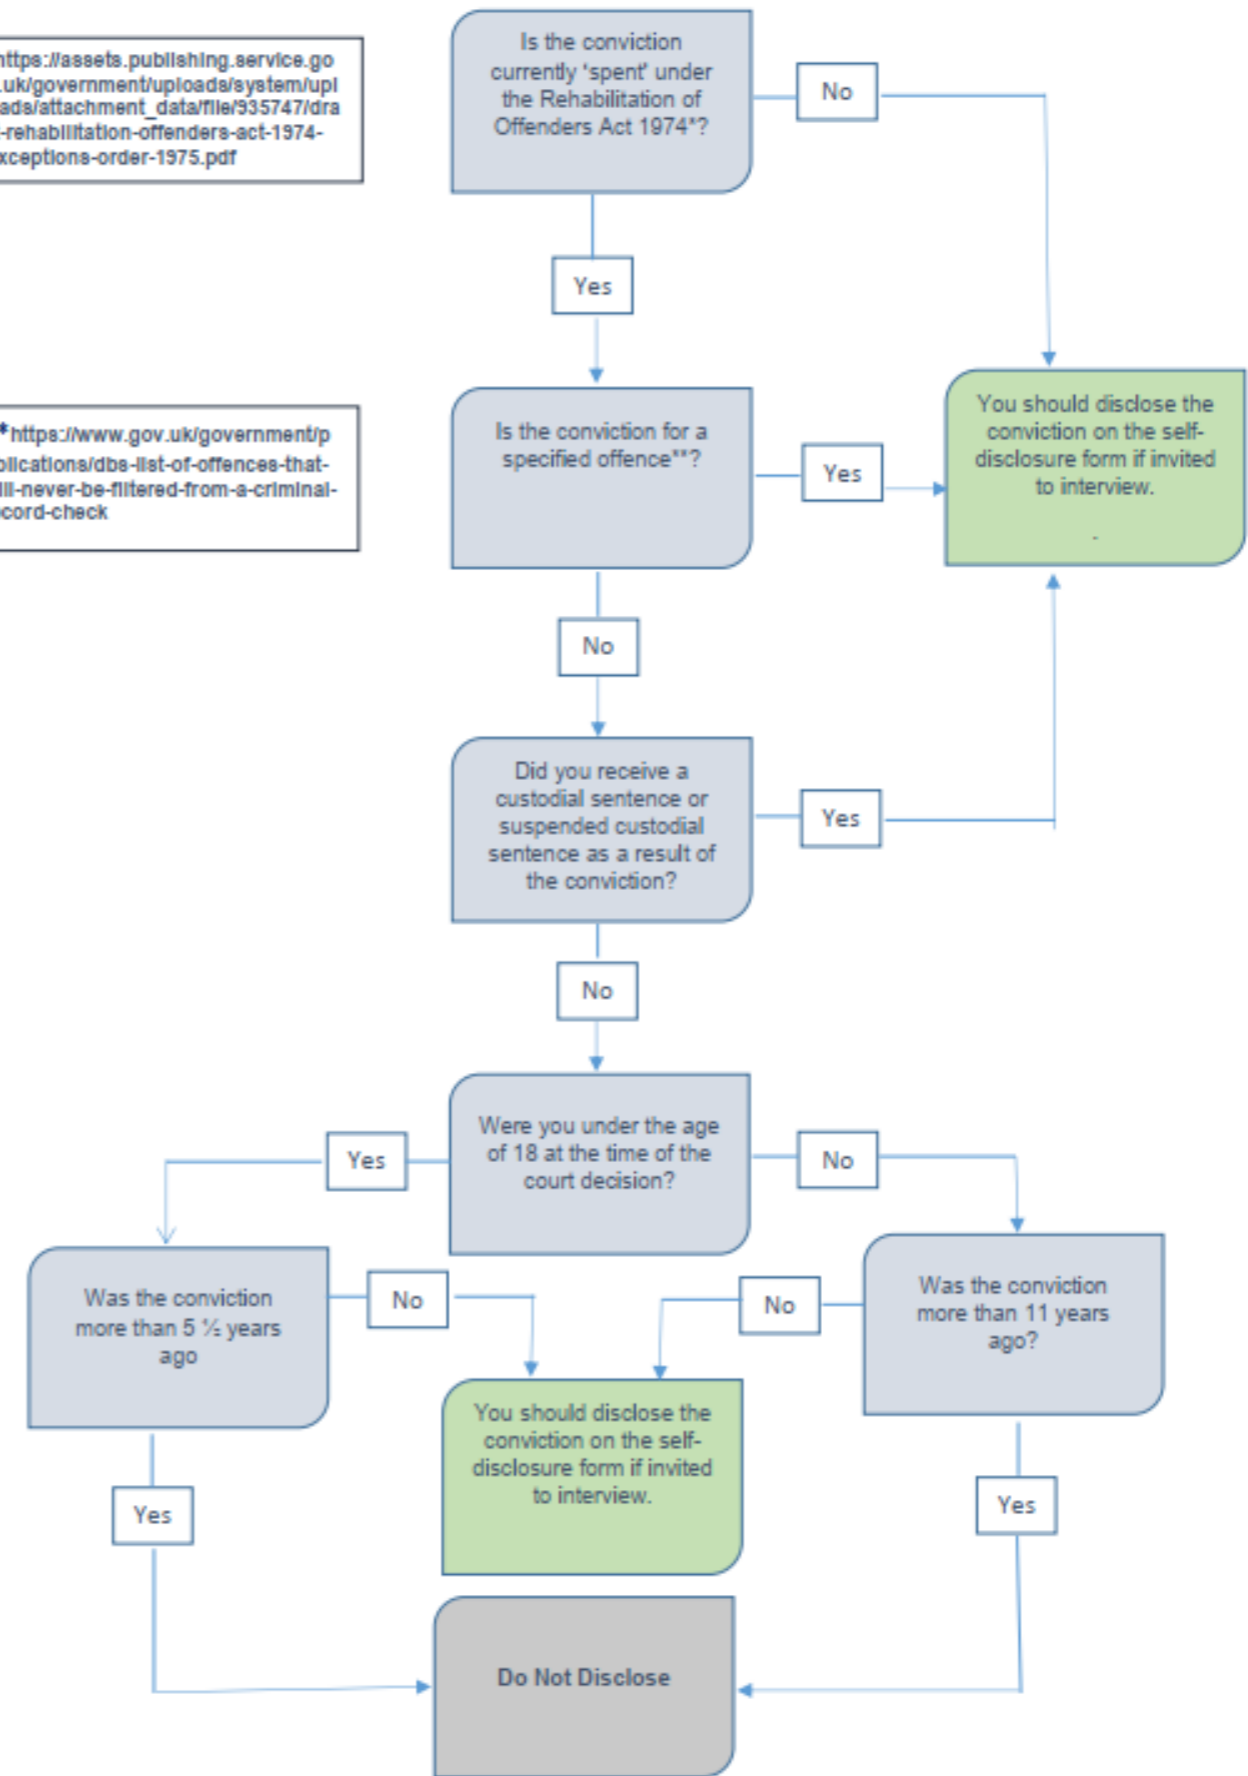 https://assets.publishing.service.go
.uk/government/uploads/system/upl
ads/attachment_data/file/935747/dra
-rehabilitation-offenders-act-1974-
xceptions-order-1975.pdf
Is the conviction
currently 'spent' under
the Rehabilitation of
Offenders Act 1974*?
No
Yes
*https://www.gov.uk/government/p
blications/dbs-list-of-offences-that-
ill-never-be-filtered-from-a-criminal-
cord-check
Is the conviction for a
specified offence**?
Yes
You should disclose the
conviction on the self-
disclosure form if invited
to interview.
.
No
Did you receive a
custodial sentence or
suspended custodial
sentence as a result of
the conviction?
Yes
No
Were you under the age
of 18 at the time of the
court decision?
Yes
No
Was the conviction
more than 5 ½ years
ago
No
No
Was the conviction
more than 11 years
ago?
You should disclose the
conviction on the self-
disclosure form if invited
to interview.
Yes
Yes
Do Not Disclose